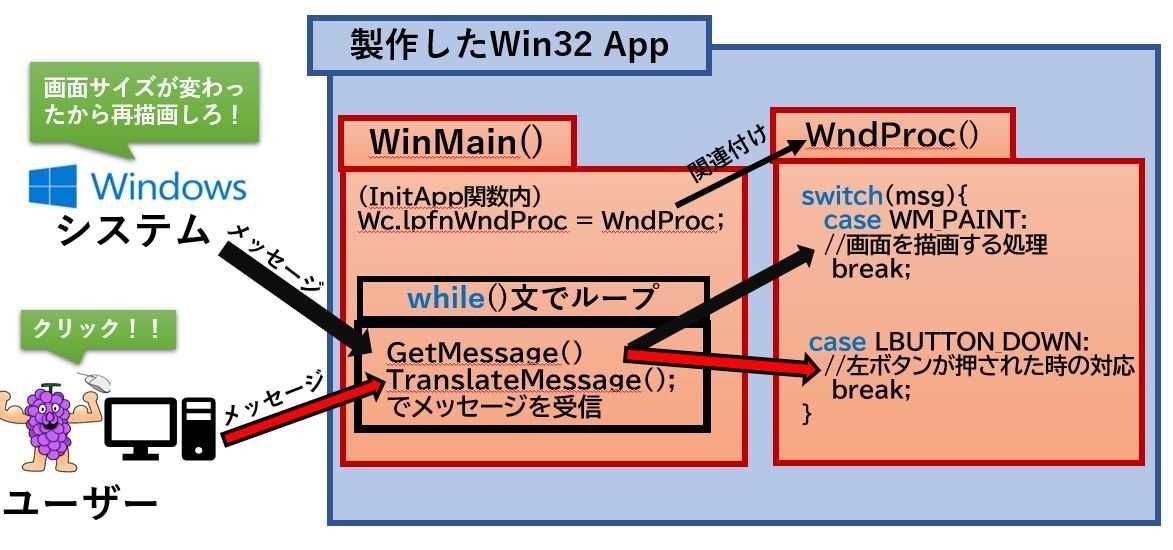 製作したWin32 App
画面サイズが変わっ
たから再描画しろ！
Windows
システム
メッセージ
クリック！！
メッセージ
ユーザー
WinMain()
(InitApp関数内)
Wc.lpfnWndProc = WndProc;
関連付け
while()文でループ
GetMessage()
TranslateMessage();
でメッセージを受信
WndProc()
switch(msg){
case WM_PAINT:
//画面を描画する処理
break;
case LBUTTON_DOWN:
//左ボタンが押された時の対応
break;
}